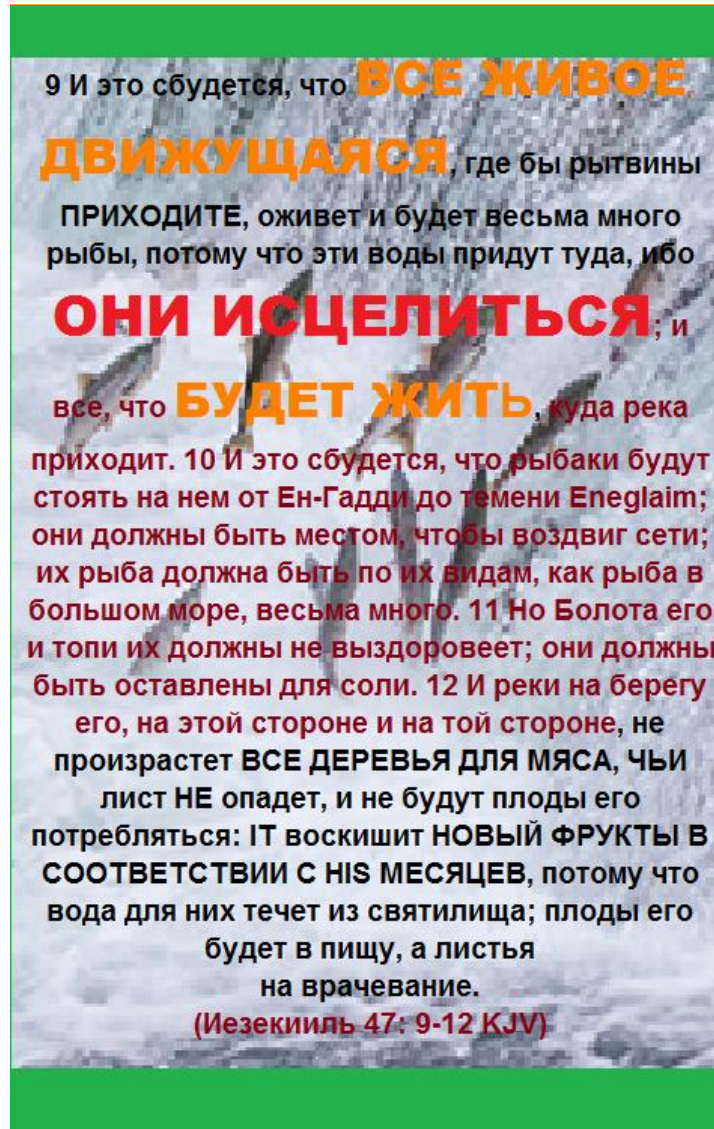 9 И это сбудется, что ВСЕ ЖИВОЕ,
ДВИЖУЩАЯСЯ, где бы рытвины
ПРИХОДИТЕ, оживет и будет весьма много
рыбы, потому что эти воды придут туда, ибо
ОНИ ИСЦЕЛИТЬСЯ; и
все, что БУДЕТ ЖИТЬ, куда река
приходит. 10 И это сбудется, что рыбаки будут
стоять на нем от Ен-Гадди до темени Eneglaim;
они должны быть местом, чтобы воздвиг сети;
их рыба должна быть по их видам, как рыба в
большом море, весьма много. 11 Но Болота его
и топи их должны не выздоровеет; они должны
быть оставлены для соли. 12 И реки на берегу
его, на этой стороне и на той стороне, не
произрастет ВСЕ ДЕРЕВЬЯ ДЛЯ МЯСА, ЧЬИ
лист НЕ опадет, и не будут плоды его
потребляться: IT воскишит НОВЫЙ ФРУКТЫ В
СООТВЕТСТВИИ С HIS МЕСЯЦЕВ, потому что
вода для них течет из святилища; плоды его
будет в пищу, а листья
на врачевание.
(Иезекииль 47: 9-12 KJV)